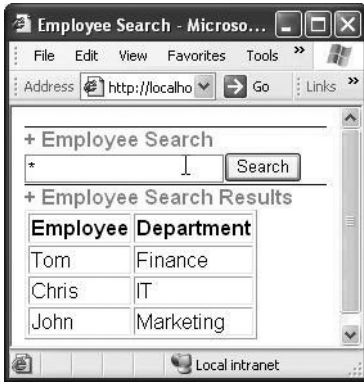 Employee Search - Microso...
File Edit View Favorites Tools »
Address http://localho Go Links »
+ Employee Search
* Search
+ Employee Search Results
Employee Department
Tom Finance
Chris IT
John Marketing
Local intranet